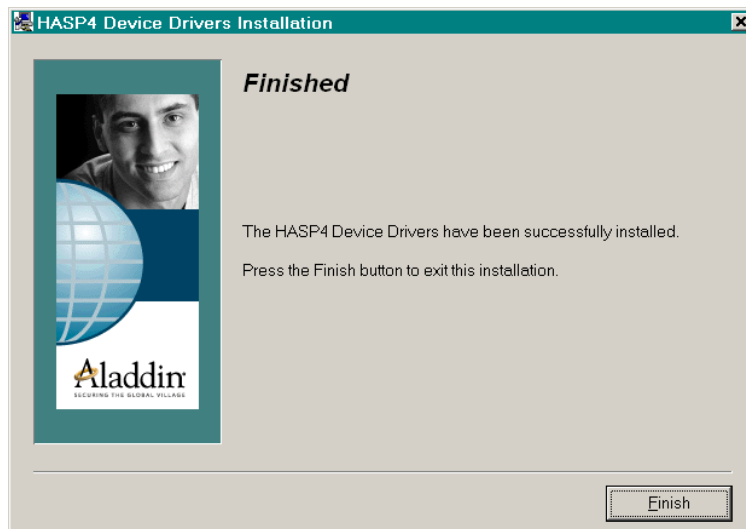 HASP4 Device Drivers Installation
Finished
The HASP4 Device Drivers have been successfully installed.
Press the Finish button to exit this installation.
Aladdin
SECURING THE GLOBAL VILLAGE
Finish